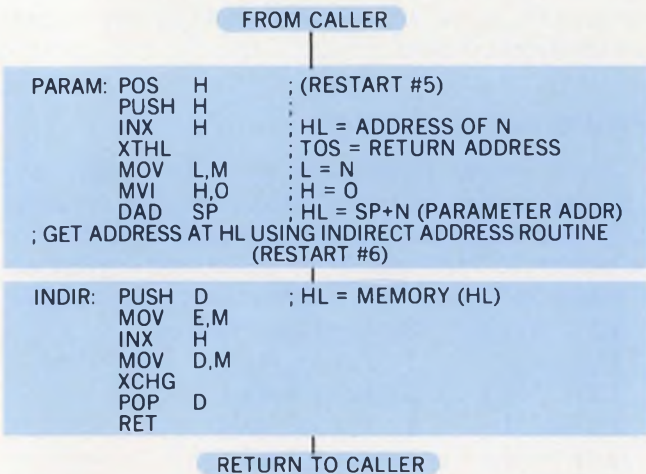 FROM CALLER
PARAM: POS H ; (RESTART #5)
PUSH H ;
INX H ; HL = ADDRESS OF N
XTHL ; TOS = RETURN ADDRESS
MOV L,M ; L = N
MVI H,O ; H = O
DAD SP ; HL = SP+N (PARAMETER ADDR)
; GET ADDRESS AT HL USING INDIRECT ADDRESS ROUTINE
(RESTART #6)
INDIR: PUSH D ; HL = MEMORY (HL)
MOV E,M
INX H
MOV D,M
XCHG
POP D
RET
RETURN TO CALLER